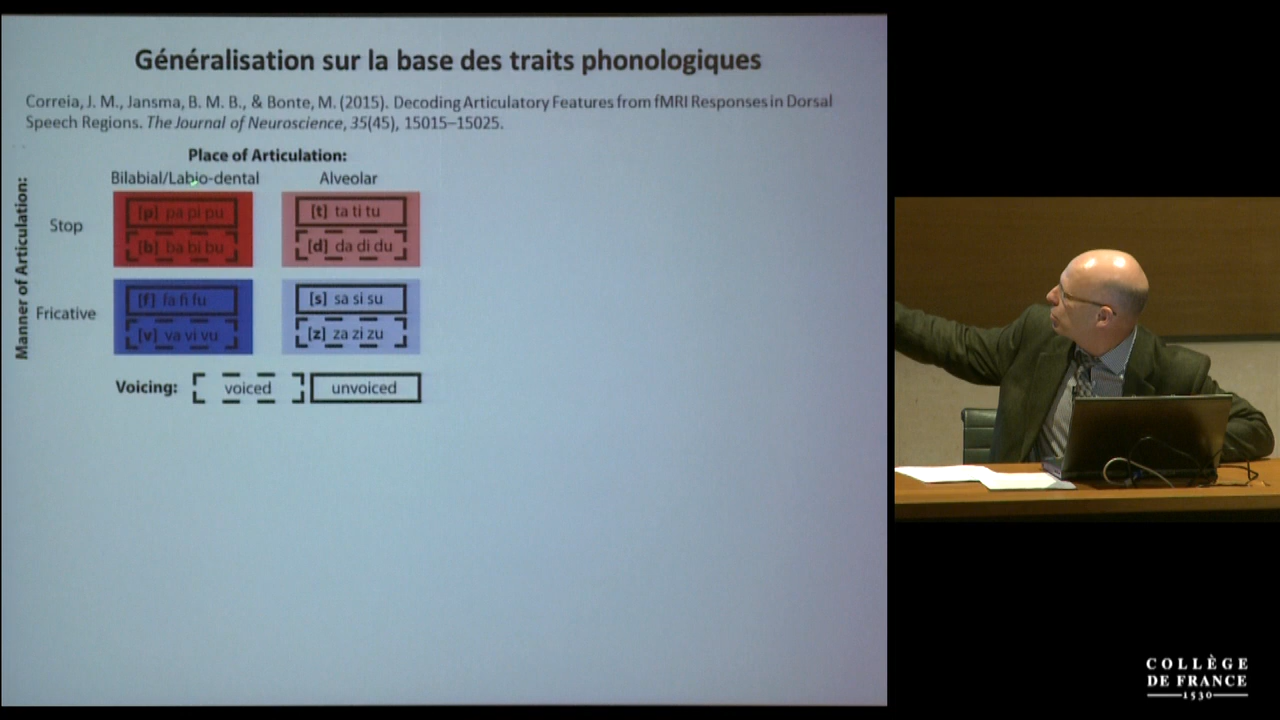 Généralisation sur la base des traits phonologiques
Correia, J. M., Jansma, B. M. B., & Bonte, M. (2015). Decoding Articulatory Features from fMRI Responses in Dorsal
Speech Regions. The Journal of Neuroscience, 35(45), 15015–15025.
Place of Articulation:
Bilabial/Labio-dental Alveolar
Manner of Articulation:
Stop
[p] pa pi pu
[b] ba bi bu
[t] ta ti tu
[d] da di du
Fricative
[f] fa fi fu
[v] va vi vu
[s] sa si su
[z] za zi zu
Voicing: voiced unvoiced
COLLÈGE
DE FRANCE
1530